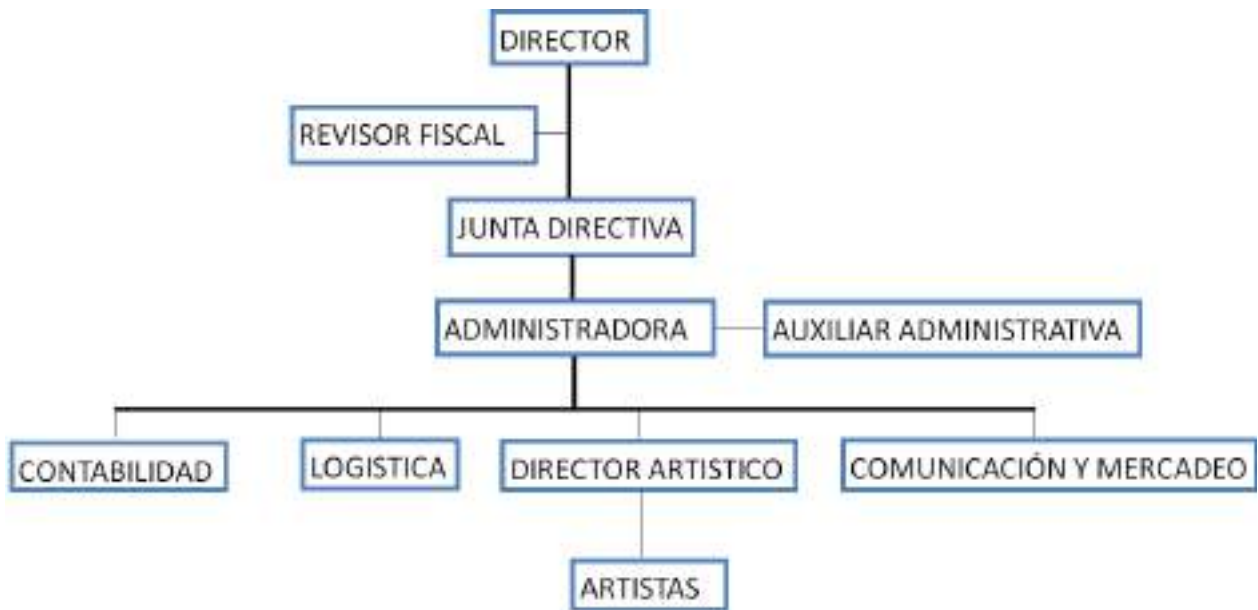 DIRECTOR
REVISOR FISCAL
JUNTA DIRECTIVA
ADMINISTRADORA
AUXILIAR ADMINISTRATIVA
CONTABILIDAD
LOGISTICA
DIRECTOR ARTISTICO
COMUNICACIÓN Y MERCADEO
ARTISTAS